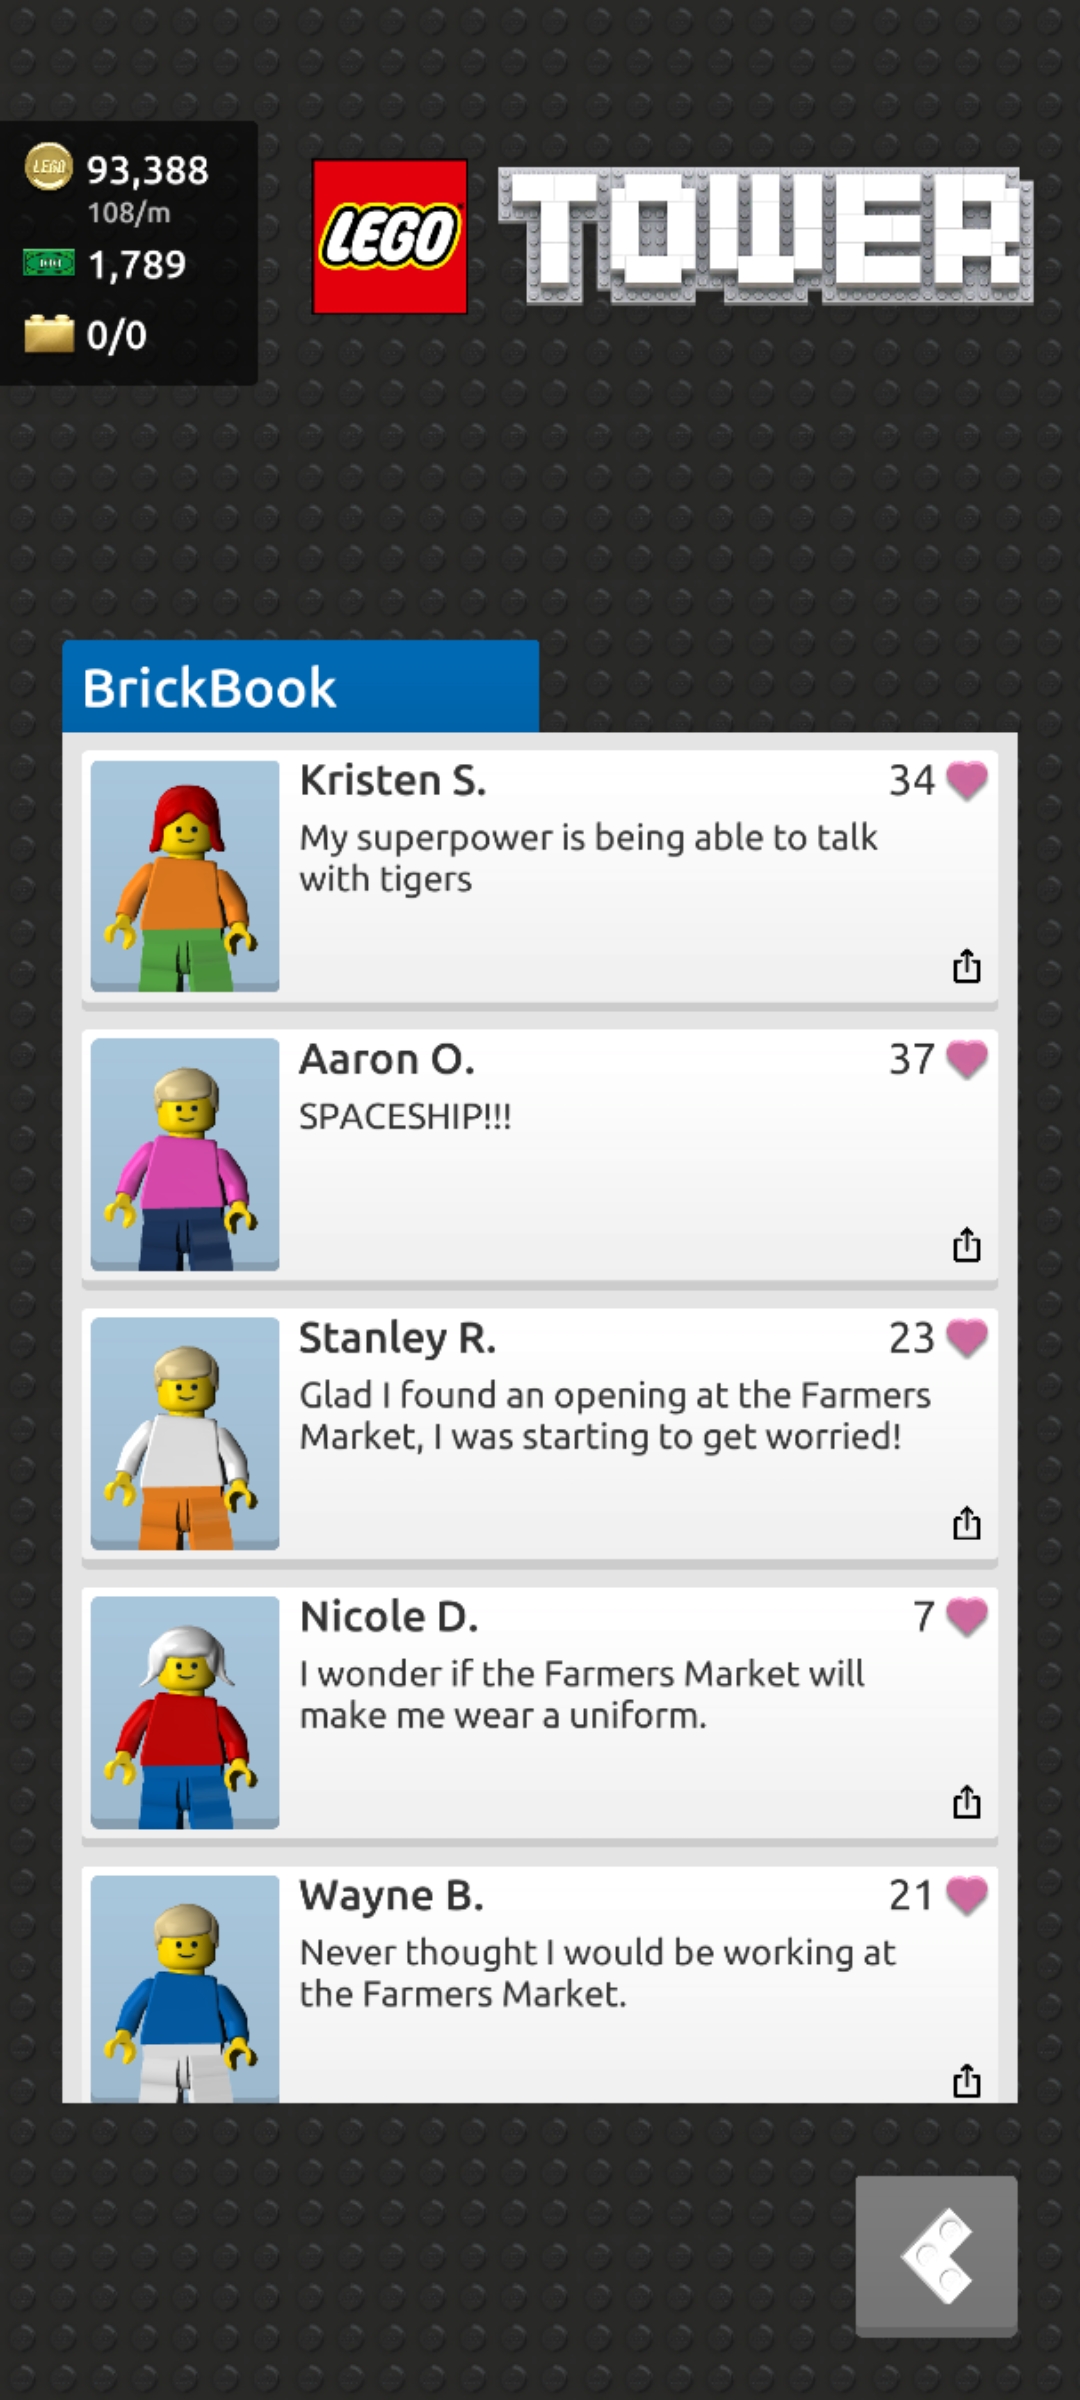 LEGO
93,388
108/m
1,789
0/0
LEGO
TOWER
BrickBook
Kristen S.
34
My superpower is being able to talk
with tigers
Aaron O.
37
SPACESHIP!!!
Stanley R.
23
Glad I found an opening at the Farmers
Market, I was starting to get worried!
Nicole D.
7
I wonder if the Farmers Market will
make me wear a uniform.
Wayne B.
21
Never thought I would be working at
the Farmers Market.